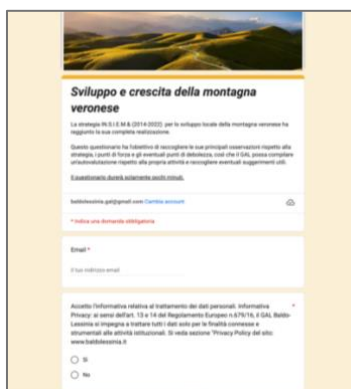 Sviluppo e crescita della montagna
veronese
La strategia IN.S.I.E.M.& (2014-2022) per lo sviluppo locale della montagna veronese ha
raggiunto la sua completa realizzazione.
Questo questionario ha l'obiettivo di raccogliere le sue principali osservazioni rispetto alla
strategia, i punti di forza e gli eventuali punti di debolezza, così che il GAL possa compilare
un'autovalutazione rispetto alla propria attività e raccogliere eventuali suggerimenti utili.
Il questionario durerà solamente pochi minuti.
baldolessinia.gal@gmail.com Cambia account
* Indica una domanda obbligatoria
Email *
Il tuo indirizzo email
Accetto l'informativa relativa al trattamento dei dati personali. Informativa *
Privacy: ai sensi dell'art. 13 e 14 del Regolamento Europeo n.679/16, il GAL Baldo-
Lessinia si impegna a trattare tutti i dati solo per le finalità connesse e
strumentali alle attività istituzionali. Si veda sezione "Privacy Policy del sito:
www.baldolessinia.it
Sì
No